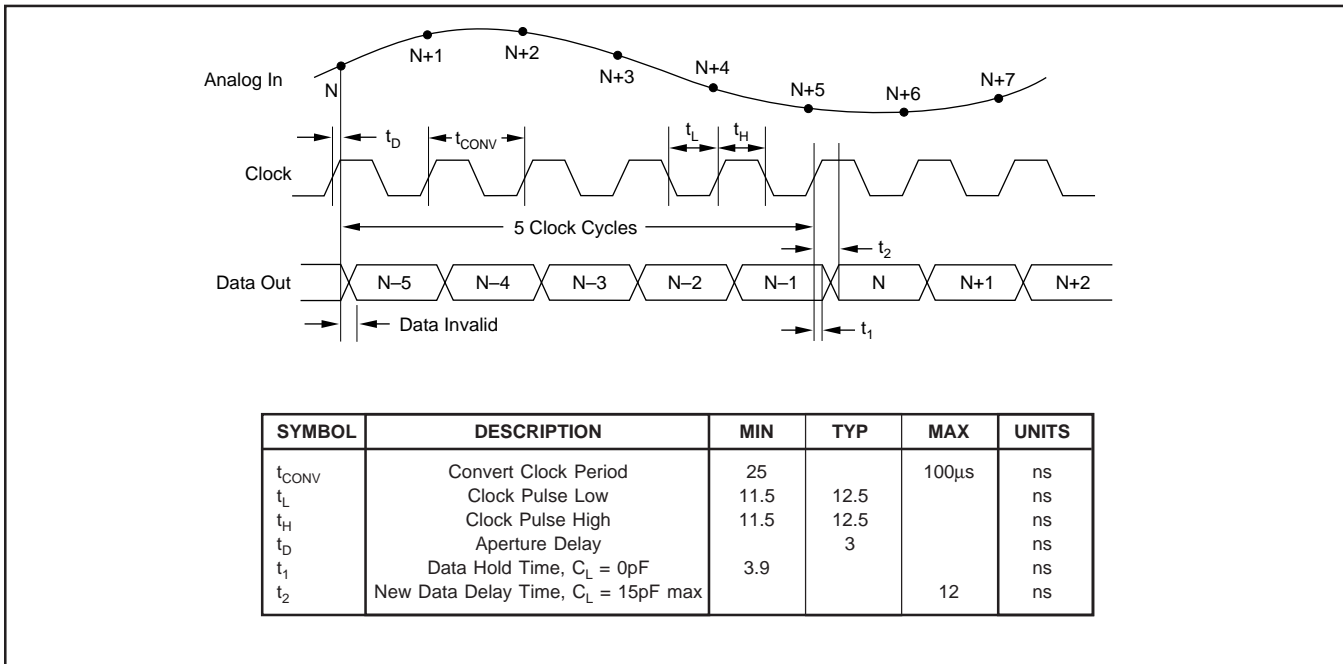 N+1
N+2
N+3
N+4
N+5
N+6
N+7
Analog In
N
tD
tCONV
tL
tH
Clock
5 Clock Cycles
t2
Data Out
N–5
N–4
N–3
N–2
N–1
N
N+1
N+2
Data Invalid
t1
SYMBOL DESCRIPTION MIN TYP MAX UNITS
tCONV Convert Clock Period 25 100µs ns
tL Clock Pulse Low 11.5 12.5 ns
tH Clock Pulse High 11.5 12.5 ns
tD Aperture Delay 3 ns
t1 Data Hold Time, CL = 0pF 3.9 ns
t2 New Data Delay Time, CL = 15pF max 12 ns